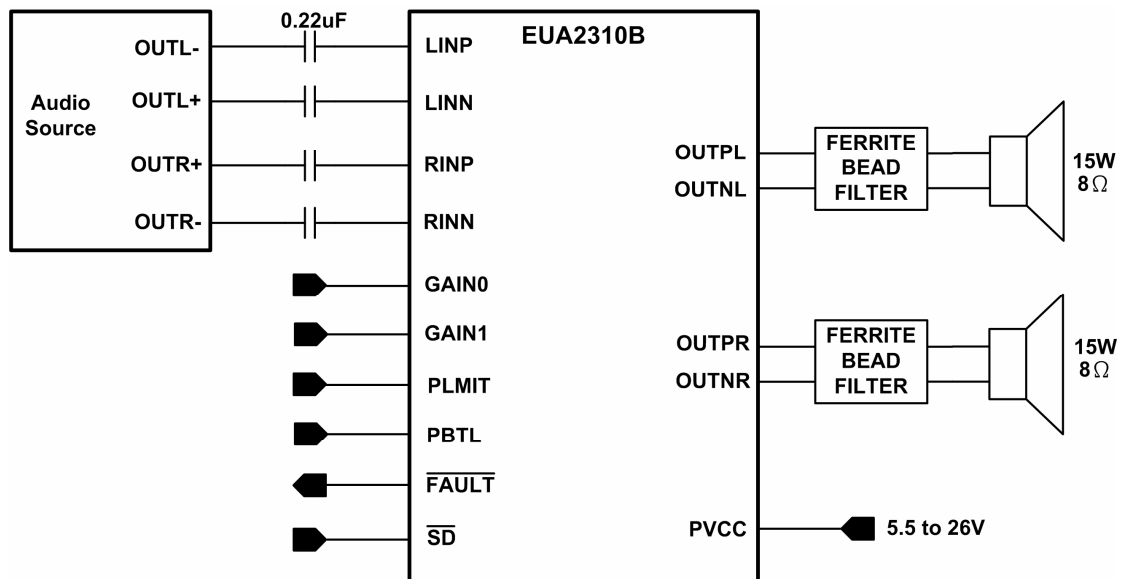 0.22uF
EUA2310B
Audio
Source
OUTL-
OUTL+
OUTR+
OUTR-
LINP
LINN
RINP
RINN
GAIN0
GAIN1
PLMIT
PBTL
FAULT
SD
OUTPL
OUTNL
FERRITE
BEAD
FILTER
15W
8Ω
OUTPR
OUTNR
FERRITE
BEAD
FILTER
15W
8Ω
PVCC
5.5 to 26V